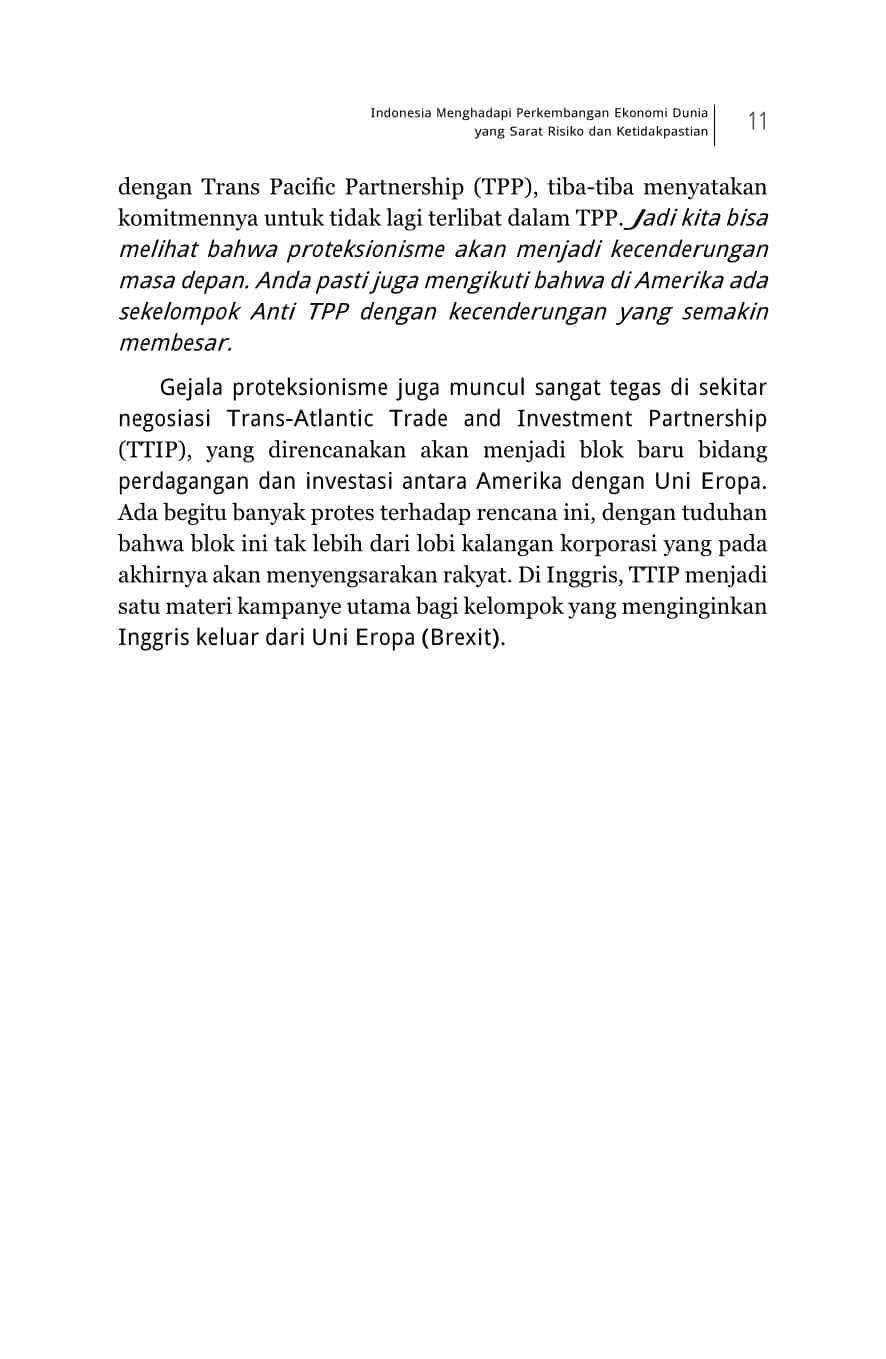 Indonesia Menghadapi Perkembangan Ekonomi Dunia
yang Sarat Risiko dan Ketidakpastian
11
dengan Trans Pacific Partnership (TPP), tiba-tiba menyatakan
komitmennya untuk tidak lagi terlibat dalam TPP. Jadi kita bisa
melihat bahwa proteksionisme akan menjadi kecenderungan
masa depan. Anda pasti juga mengikuti bahwa di Amerika ada
sekelompok Anti TPP dengan kecenderungan yang semakin
membesar.
Gejala proteksionisme juga muncul sangat tegas di sekitar
negosiasi Trans-Atlantic Trade and Investment Partnership
(TTIP), yang direncanakan akan menjadi blok baru bidang
perdagangan dan investasi antara Amerika dengan Uni Eropa.
Ada begitu banyak protes terhadap rencana ini, dengan tuduhan
bahwa blok ini tak lebih dari lobi kalangan korporasi yang pada
akhirnya akan menyengsarakan rakyat. Di Inggris, TTIP menjadi
satu materi kampanye utama bagi kelompok yang menginginkan
Inggris keluar dari Uni Eropa (Brexit).